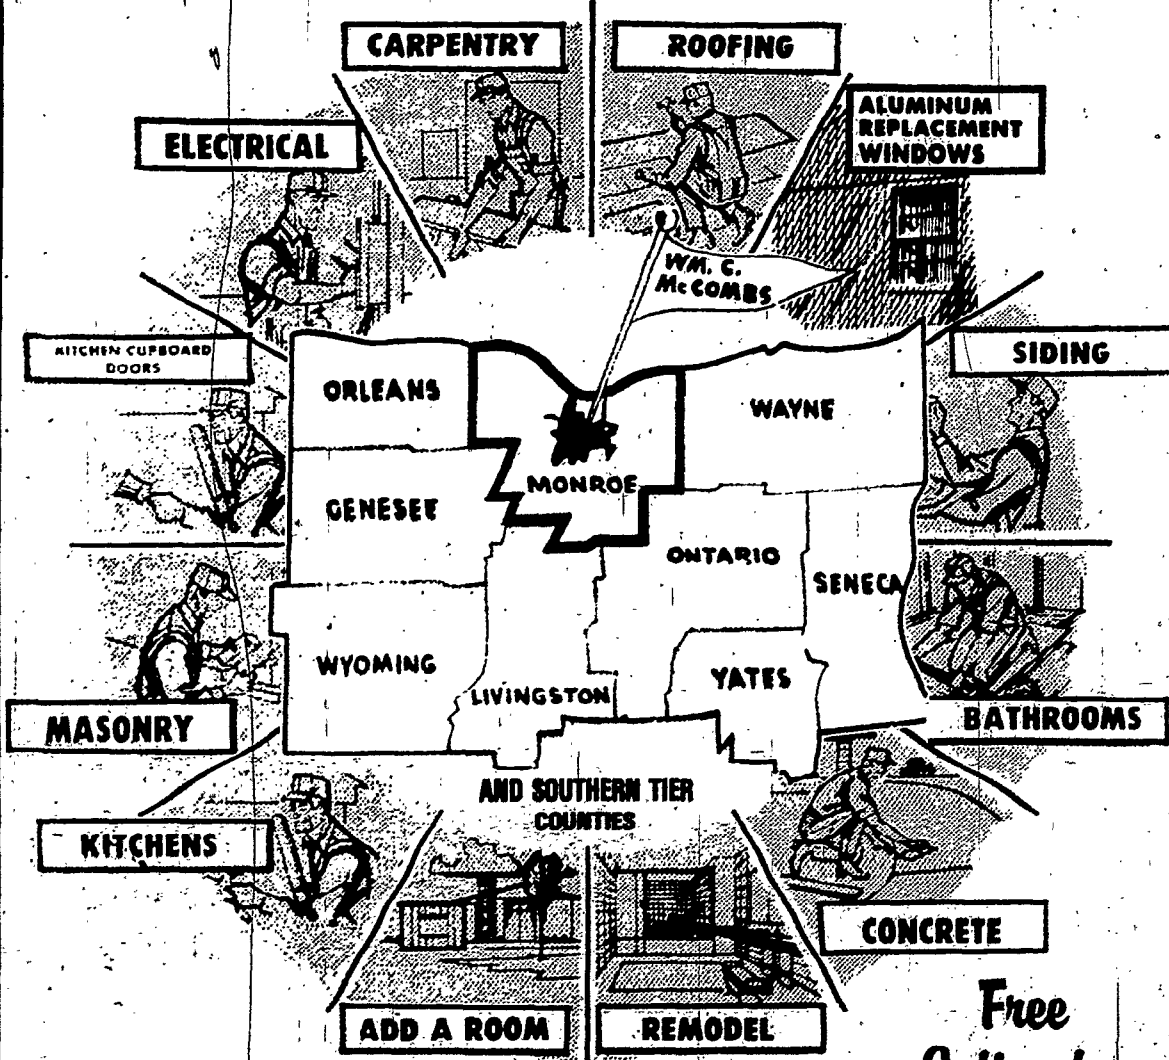 CARPENTRY
ROOFING
ELECTRICAL
ALUMINUM
REPLACEMENT
WINDOWS
WM. C.
McCOMBS
KITCHEN CUPBOARD
DOORS
SIDING
ORLEANS
WAYNE
MONROE
GENESEE
ONTARIO
SENECA
WYOMING
LIVINGSTON
YATES
MASONRY
BATHROOMS
AND SOUTHERN TIER
COUNTIES
KITCHENS
CONCRETE
ADD A ROOM
REMODEL
Free